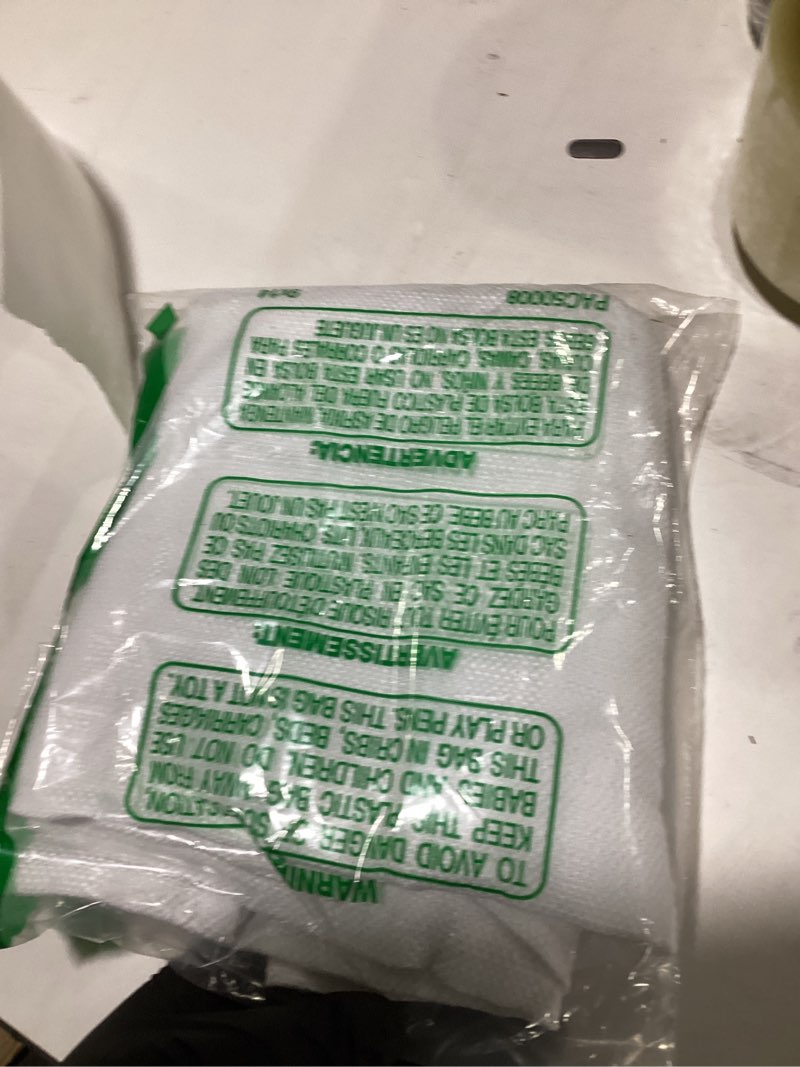 WARNING
TO AVOID DANGER OF
KEEP THIS PLASTIC BAG AWAY FROM
BABIES AND CHILDREN. DO NOT USE
THIS BAG IN CRIBS, BEDS, CARRIAGES
OR PLAY PENS. THIS BAG IS NOT A TOY.
AVERTISSEMENT:
POUR ÉVITER TOUT RISQUE D'ÉTOUFFEMENT
GARDEZ CE SAC EN PLASTIQUE LOIN DES
BÉBÉS ET LES ENFANTS. N'UTILISEZ PAS CE
SAC DANS LES BERCEAUX, LITS, CHARIOTS OU
PARC AU BÉBÉ. CE SAC N'EST PAS UN JOUET.
ADVERTENCIA:
PARA EVITAR EL PELIGRO DE ASFIXIA, MANTENER
ESTA BOLSA DE PLASTICO FUERA DEL ALCANCE
DE BEBES Y NIÑOS. NO USAR ESTA BOLSA EN
CUNAS, CAMAS, O CORRALES PARA
BEBES. ESTA BOLSA NO ES UN JUGUETE.
PAC60008 9x14